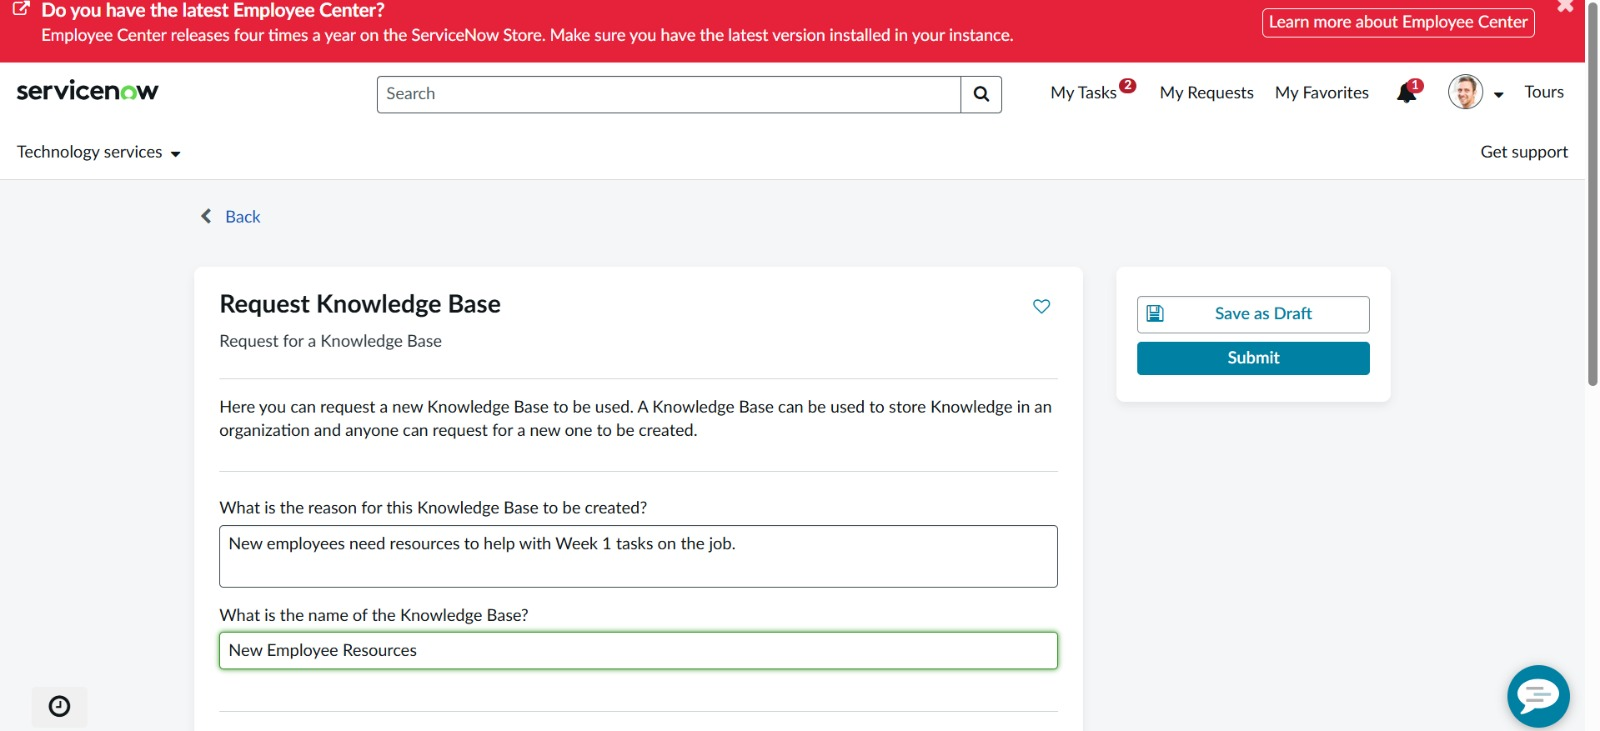 Do you have the latest Employee Center?
Employee Center releases four times a year on the ServiceNow Store. Make sure you have the latest version installed in your instance.
Learn more about Employee Center
servicenow
Search
My Tasks 2
My Requests
My Favorites
1
Tours
Technology services
Get support
Back
Request Knowledge Base
Request for a Knowledge Base
Save as Draft
Submit
Here you can request a new Knowledge Base to be used. A Knowledge Base can be used to store Knowledge in an
organization and anyone can request for a new one to be created.
What is the reason for this Knowledge Base to be created?
New employees need resources to help with Week 1 tasks on the job.
What is the name of the Knowledge Base?
New Employee Resources